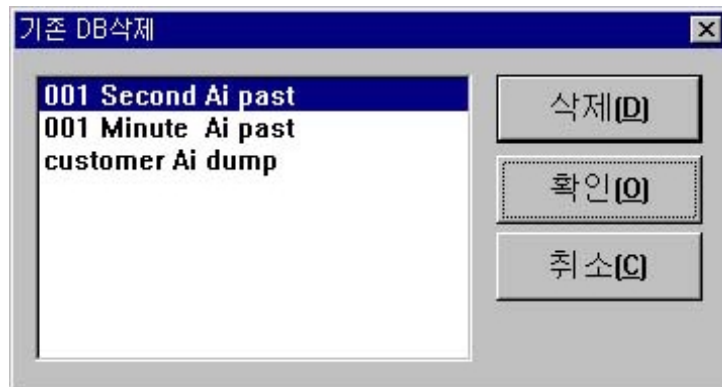 기존 DB삭제
001 Second Ai past
001 Minute  Ai past
customer Ai dump
삭제(D)
확인(O)
취소(C)